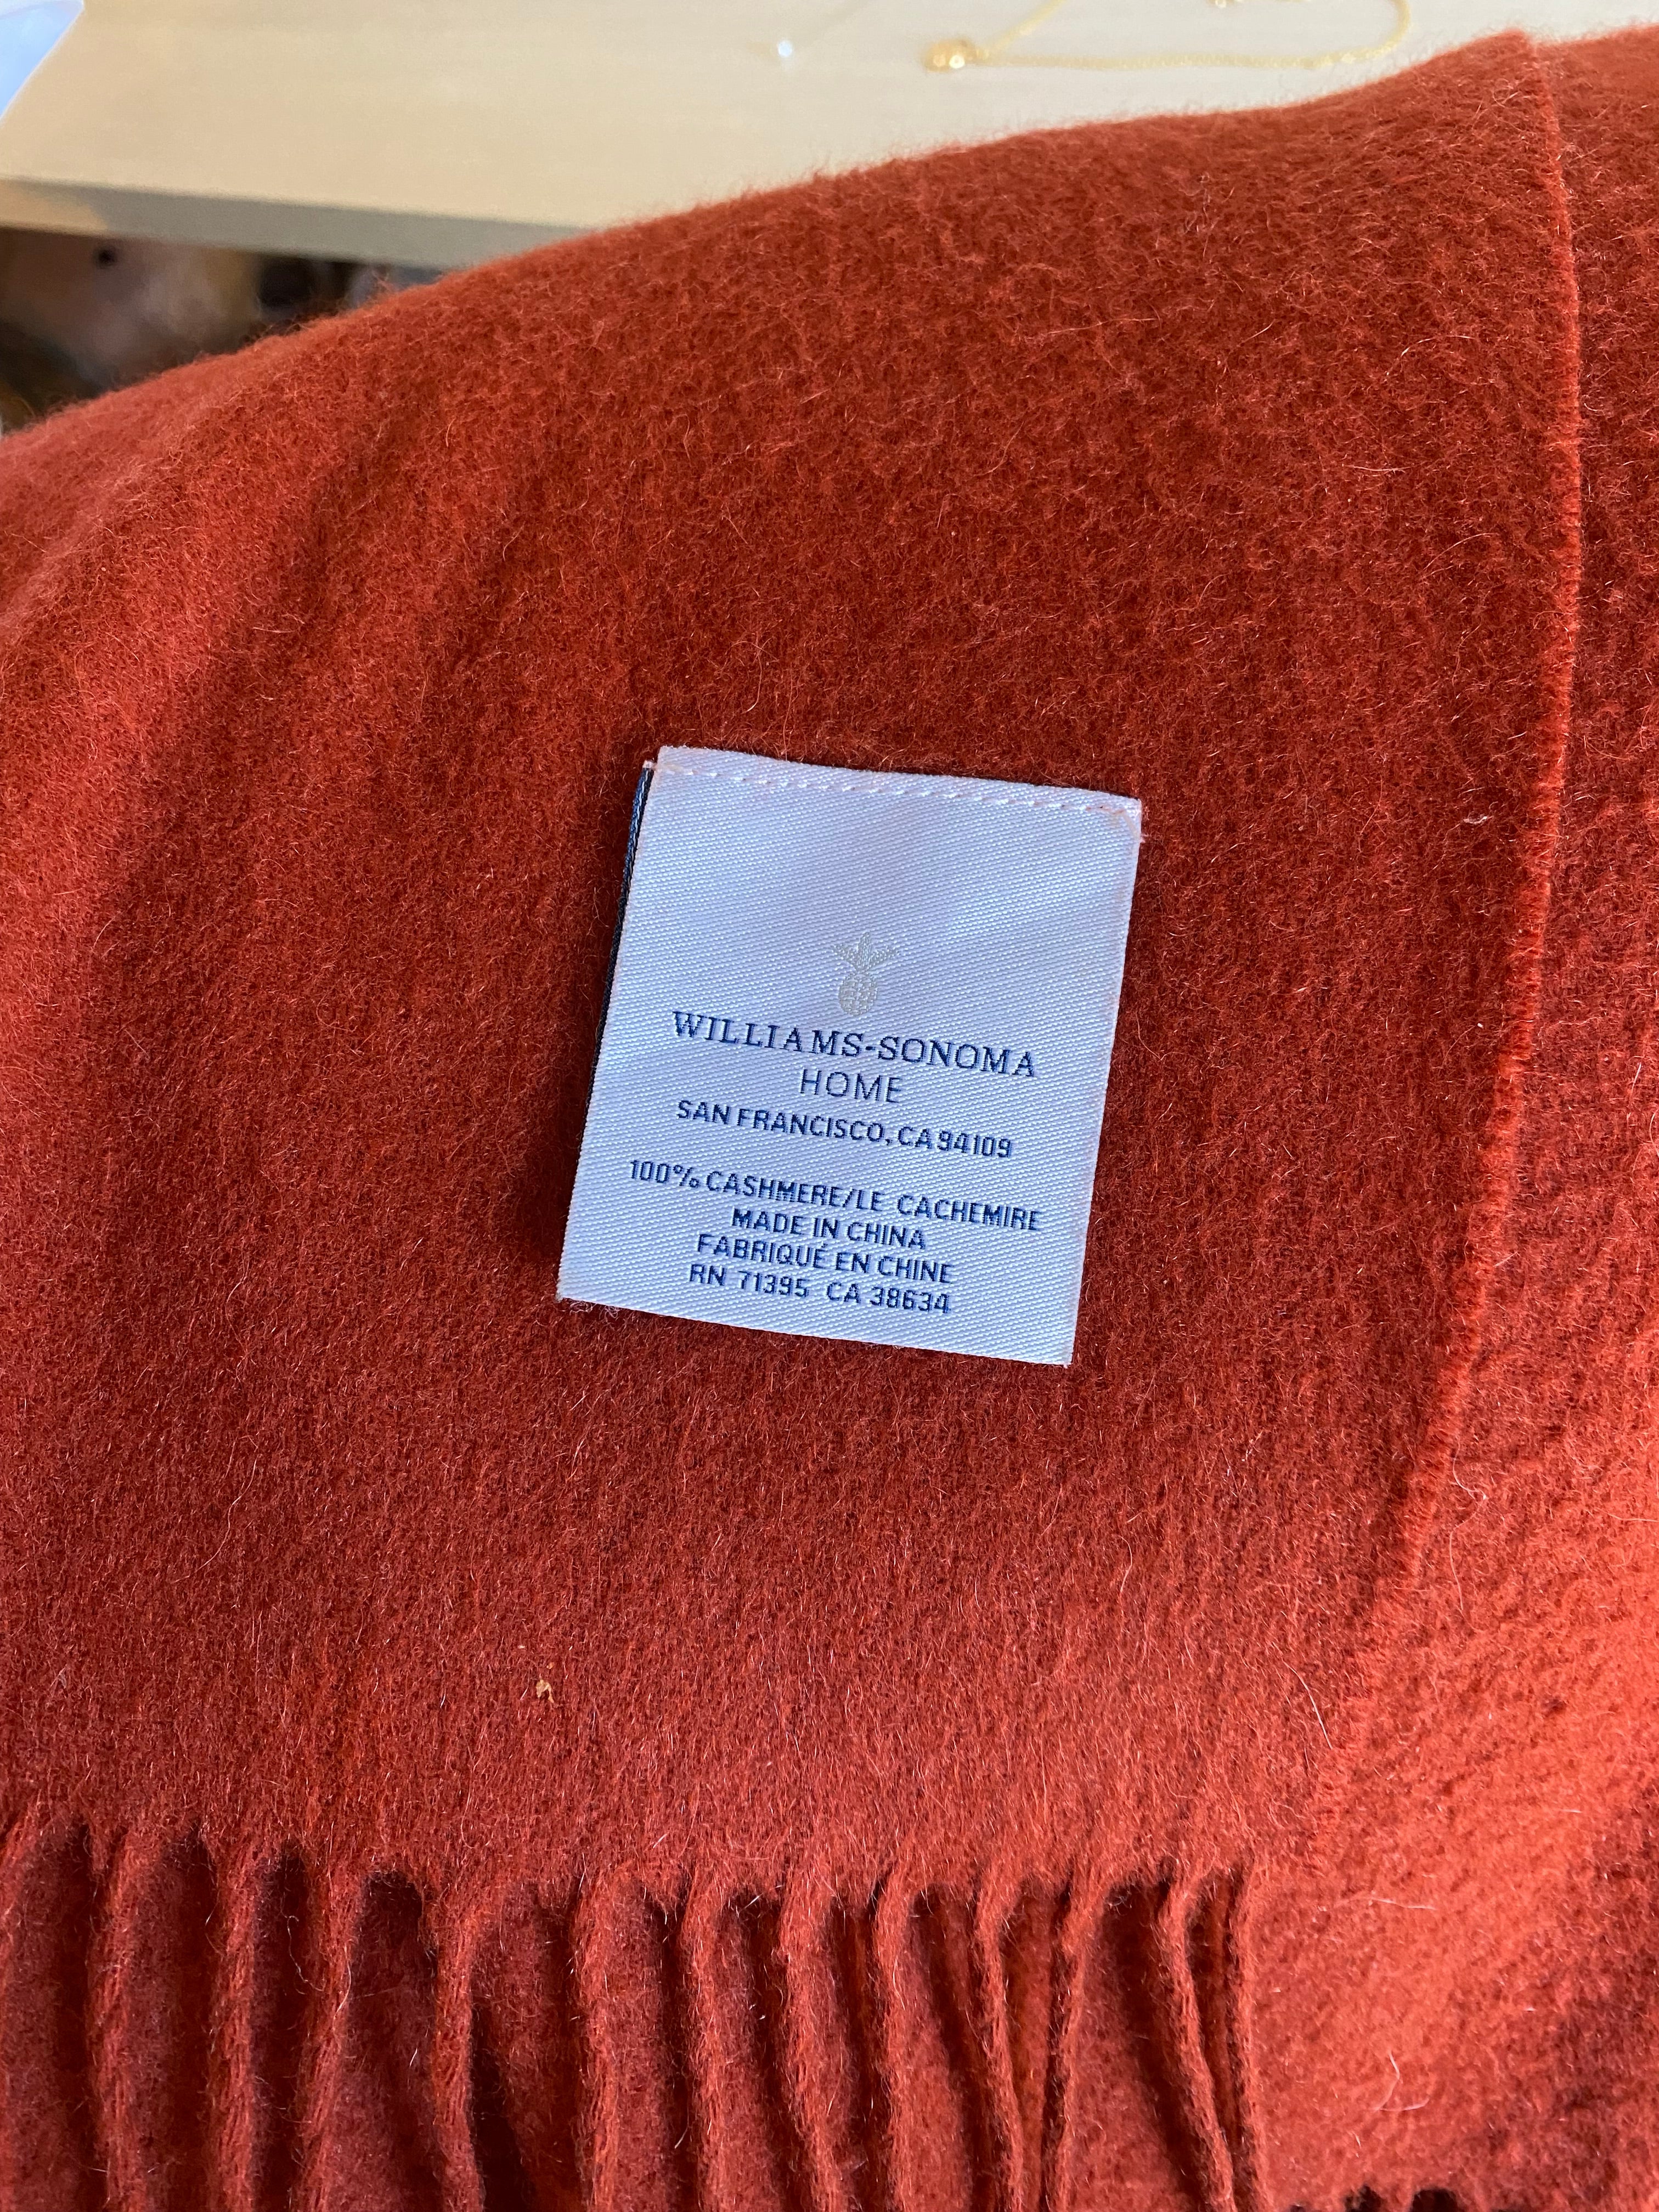 WILLIAMS-SONOMA
HOME
SAN FRANCISCO, CA 94109
100% CASHMERE/LE CACHEMIRE
MADE IN CHINA
FABRIQUÉ EN CHINE
RN 71395 CA 38634